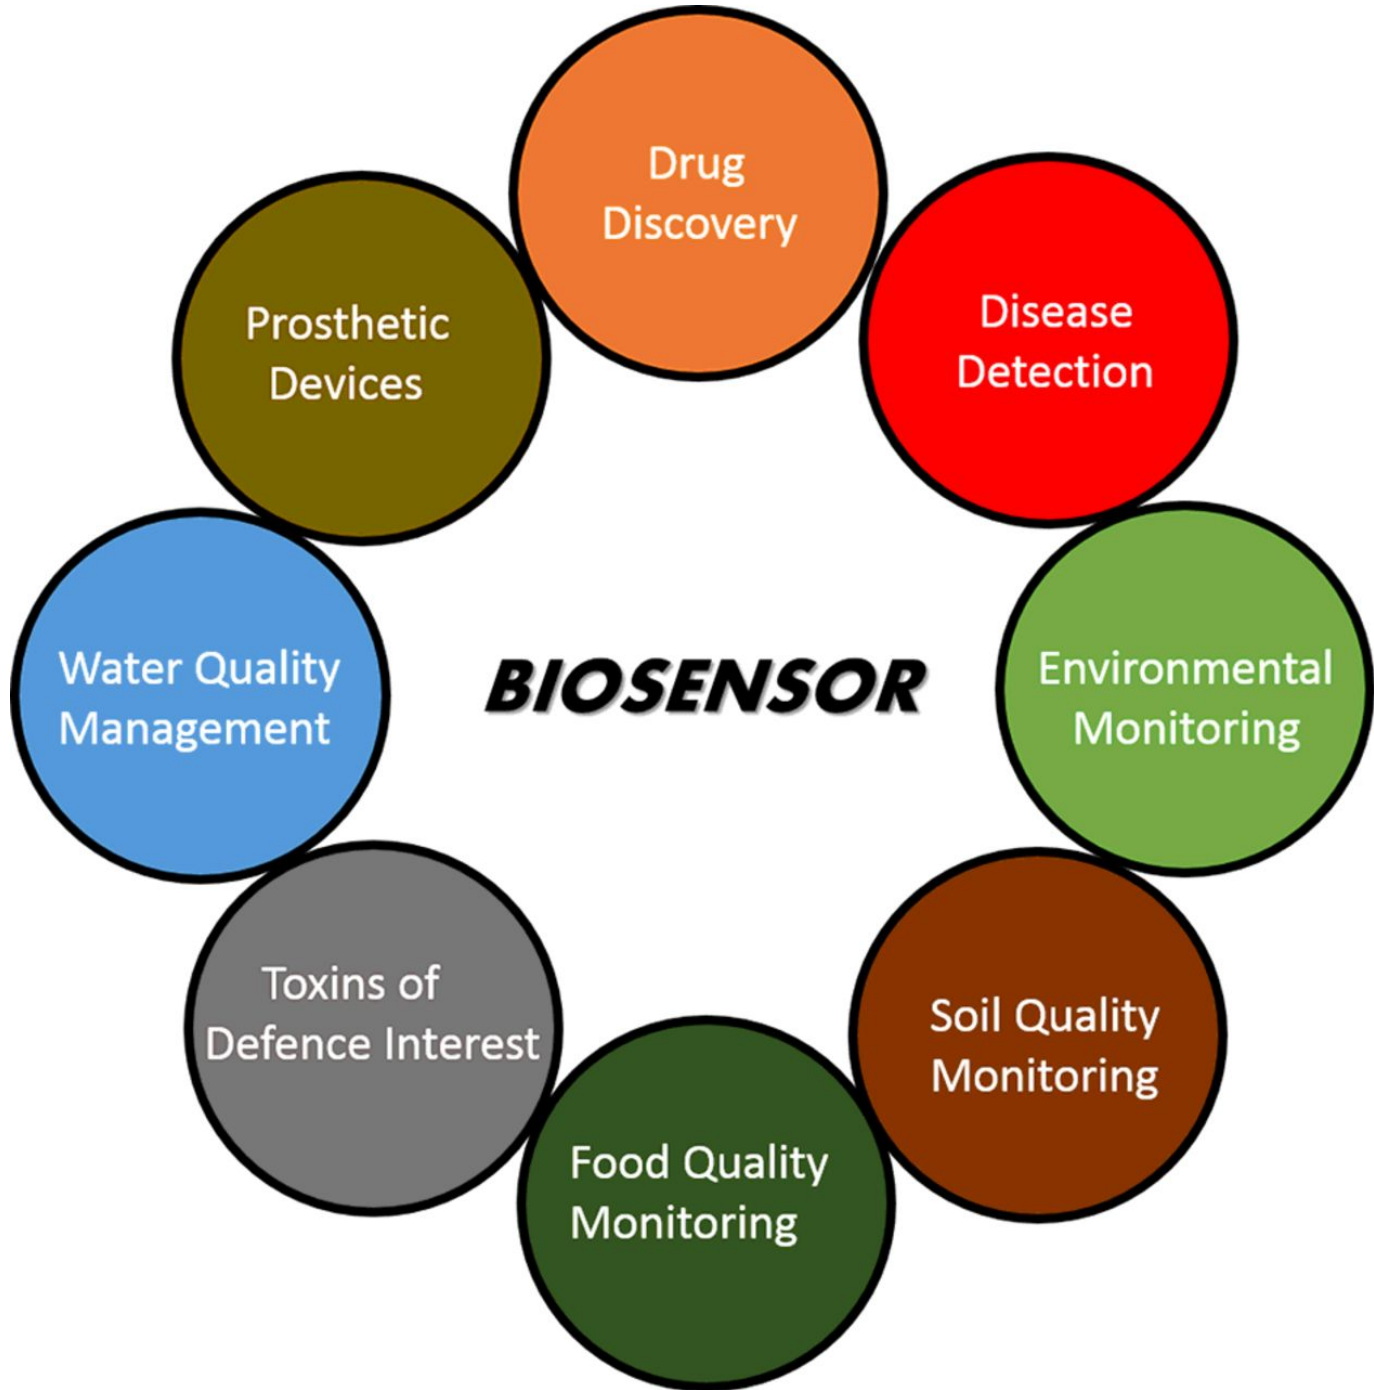 Drug
Discovery
Disease
Detection
Prosthetic
Devices
Environmental
Monitoring
BIOSENSOR
Water Quality
Management
Soil Quality
Monitoring
Toxins of
Defence Interest
Food Quality
Monitoring